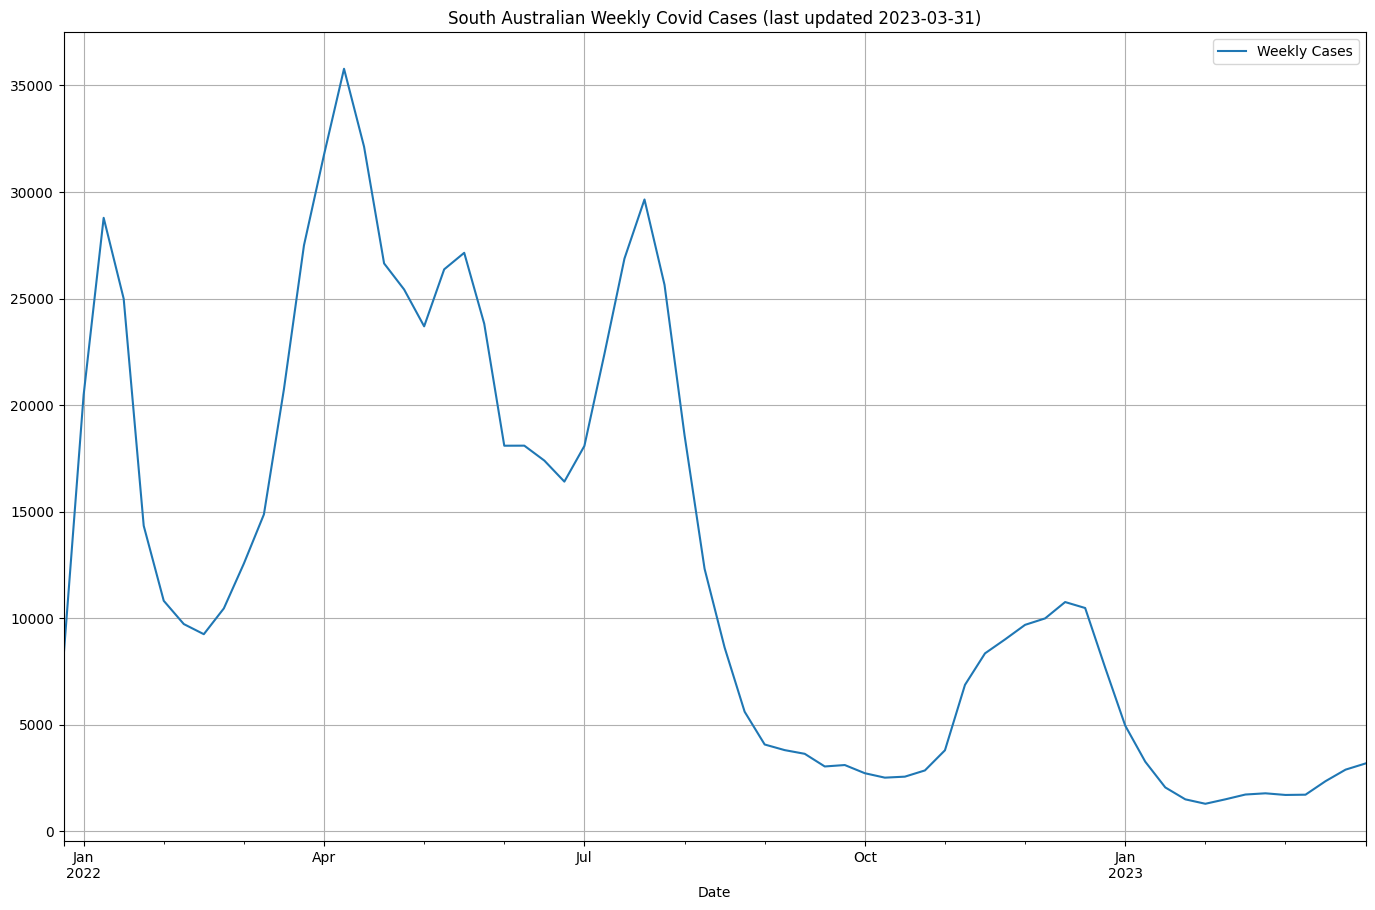 South Australian Weekly Covid Cases (last updated 2023-03-31)
Weekly Cases
35000
30000
25000
20000
15000
10000
5000
0
Jan Apr Jul Oct Jan
2022 2023
Date